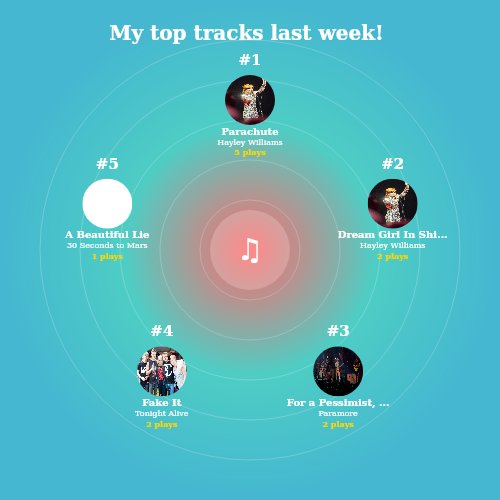 My top tracks last week!
#1
Parachute
Hayley Williams
5 plays
#2
Dream Girl In Shi...
Hayley Williams
2 plays
#3
For a Pessimist, ...
Paramore
2 plays
#4
Fake It
Tonight Alive
2 plays
#5
A Beautiful Lie
30 Seconds to Mars
1 plays